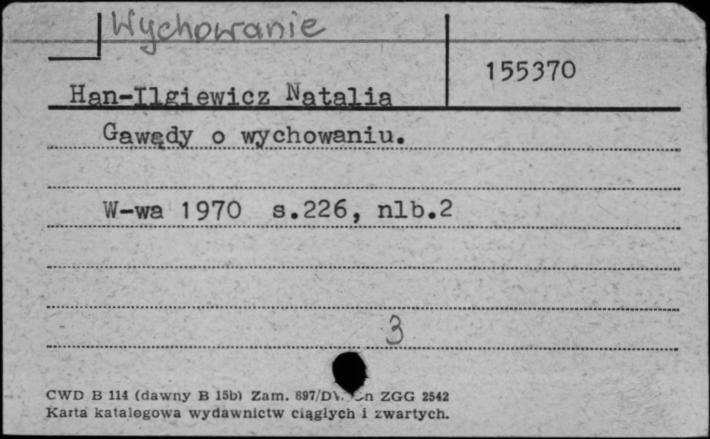 Wychowanie
155370
Han-Ilgiewicz Natalia
Gawędy o wychowaniu.
W-wa 1970 s.226, nlb.2
3
CWD B 114 (dawny B 15b) Zam. 897/D ZGG 2542
Karta katalogowa wydawnictw ciągłych i zwartych.